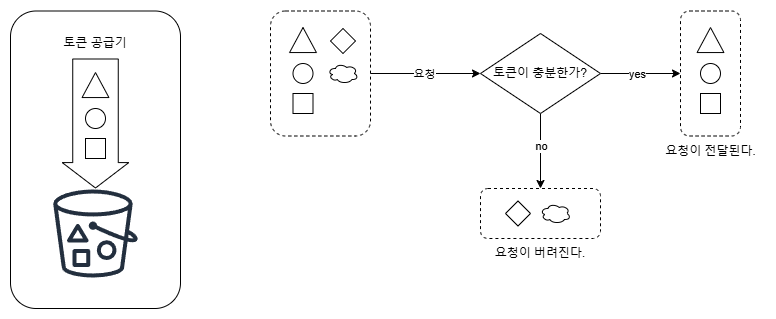 토큰 공급기
요청
토큰이 충분한가?
yes
요청이 전달된다.
no
요청이 버려진다.